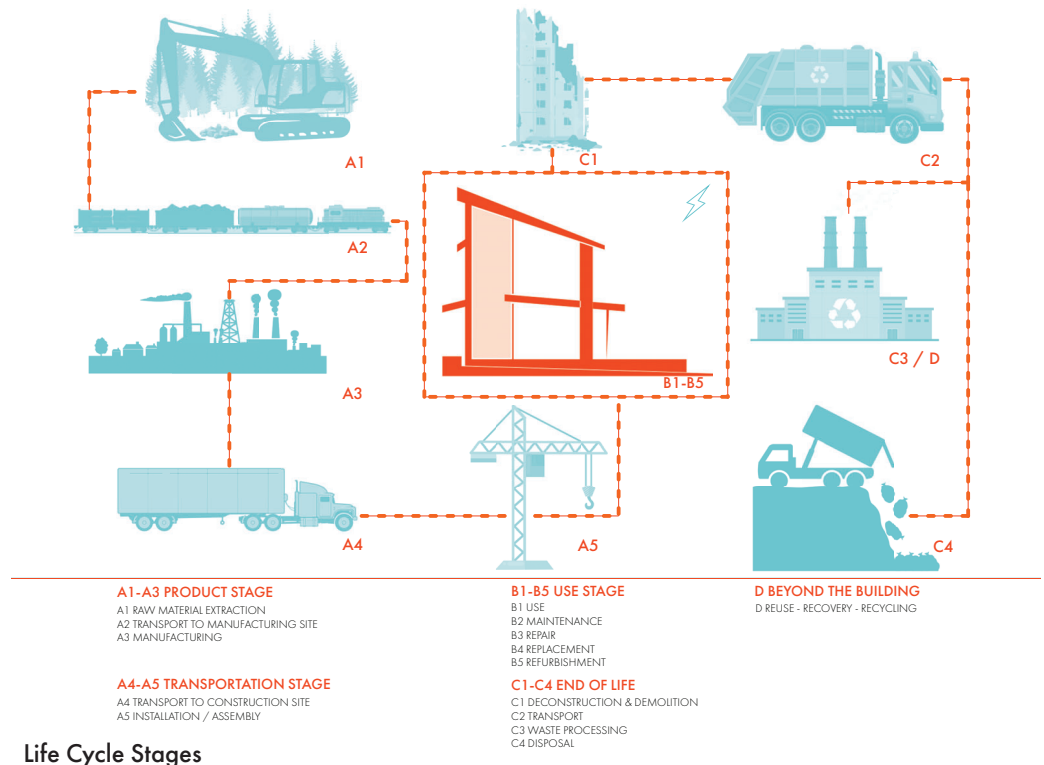 A1
C1
C2
A2
B1-B5
C3 / D
A3
A4
A5
C4
A1-A3 PRODUCT STAGE
A1 RAW MATERIAL EXTRACTION
A2 TRANSPORT TO MANUFACTURING SITE
A3 MANUFACTURING
A4-A5 TRANSPORTATION STAGE
A4 TRANSPORT TO CONSTRUCTION SITE
A5 INSTALLATION / ASSEMBLY
B1-B5 USE STAGE
B1 USE
B2 MAINTENANCE
B3 REPAIR
B4 REPLACEMENT
B5 REFURBISHMENT
C1-C4 END OF LIFE
C1 DECONSTRUCTION & DEMOLITION
C2 TRANSPORT
C3 WASTE PROCESSING
C4 DISPOSAL
D BEYOND THE BUILDING
D REUSE - RECOVERY - RECYCLING
Life Cycle Stages